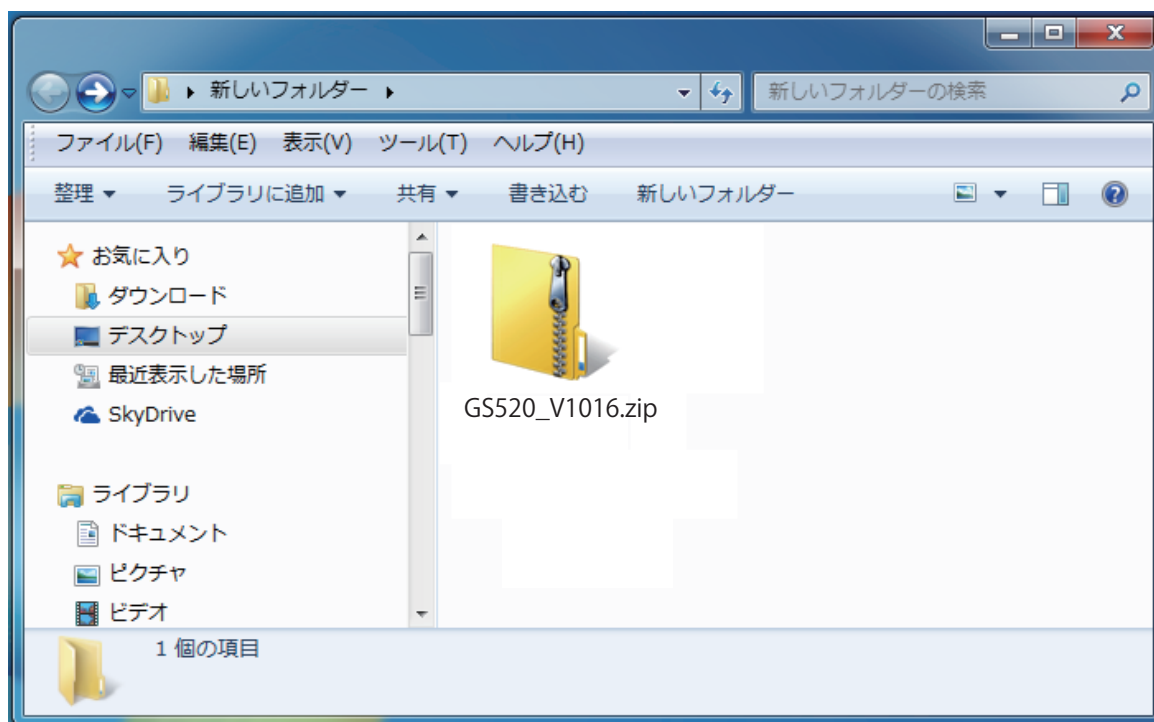 新しいフォルダー
新しいフォルダーの検索
ファイル(F) 編集(E) 表示(V) ツール(T) ヘルプ(H)
整理 ライブラリに追加 共有 書き込む 新しいフォルダー
お気に入り
ダウンロード
デスクトップ
最近表示した場所
SkyDrive
ライブラリ
ドキュメント
ピクチャ
ビデオ
GS520_V1016.zip
1 個の項目